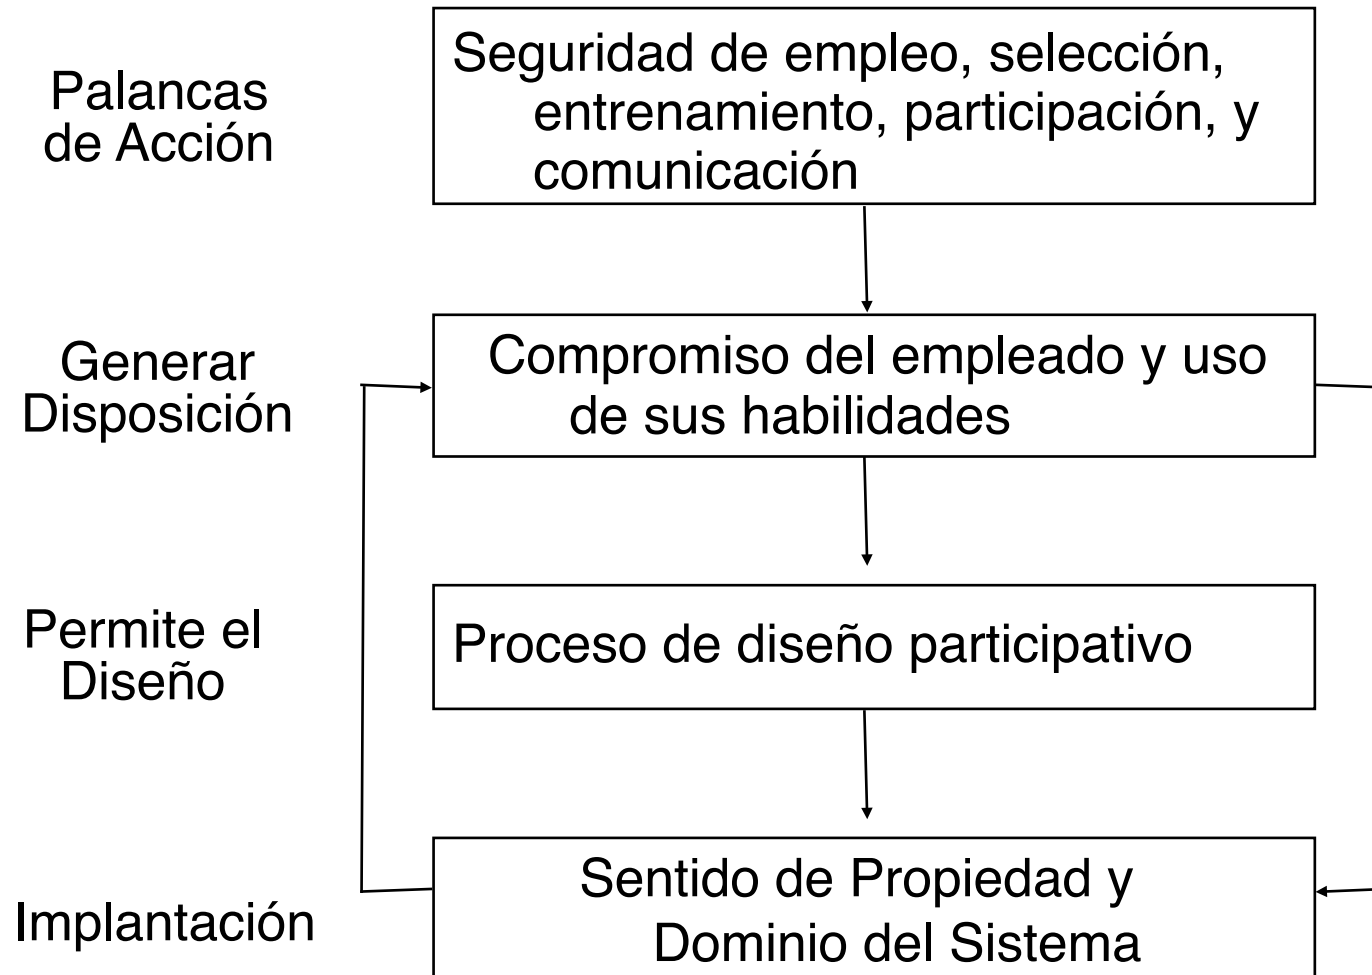 Palancas
de Acción
Seguridad de empleo, selección,
entrenamiento, participación, y
comunicación
Generar
Disposición
Compromiso del empleado y uso
de sus habilidades
Permite el
Diseño
Proceso de diseño participativo
Implantación
Sentido de Propiedad y
Dominio del Sistema